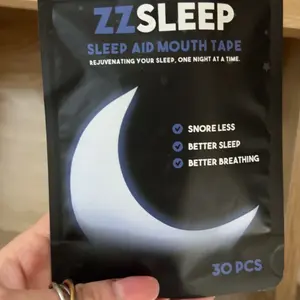 ZZSLEEP
SLEEP AID MOUTH TAPE
REJUVENATING YOUR SLEEP, ONE NIGHT AT A TIME.
SNORE LESS
BETTER SLEEP
BETTER BREATHING
30 PCS